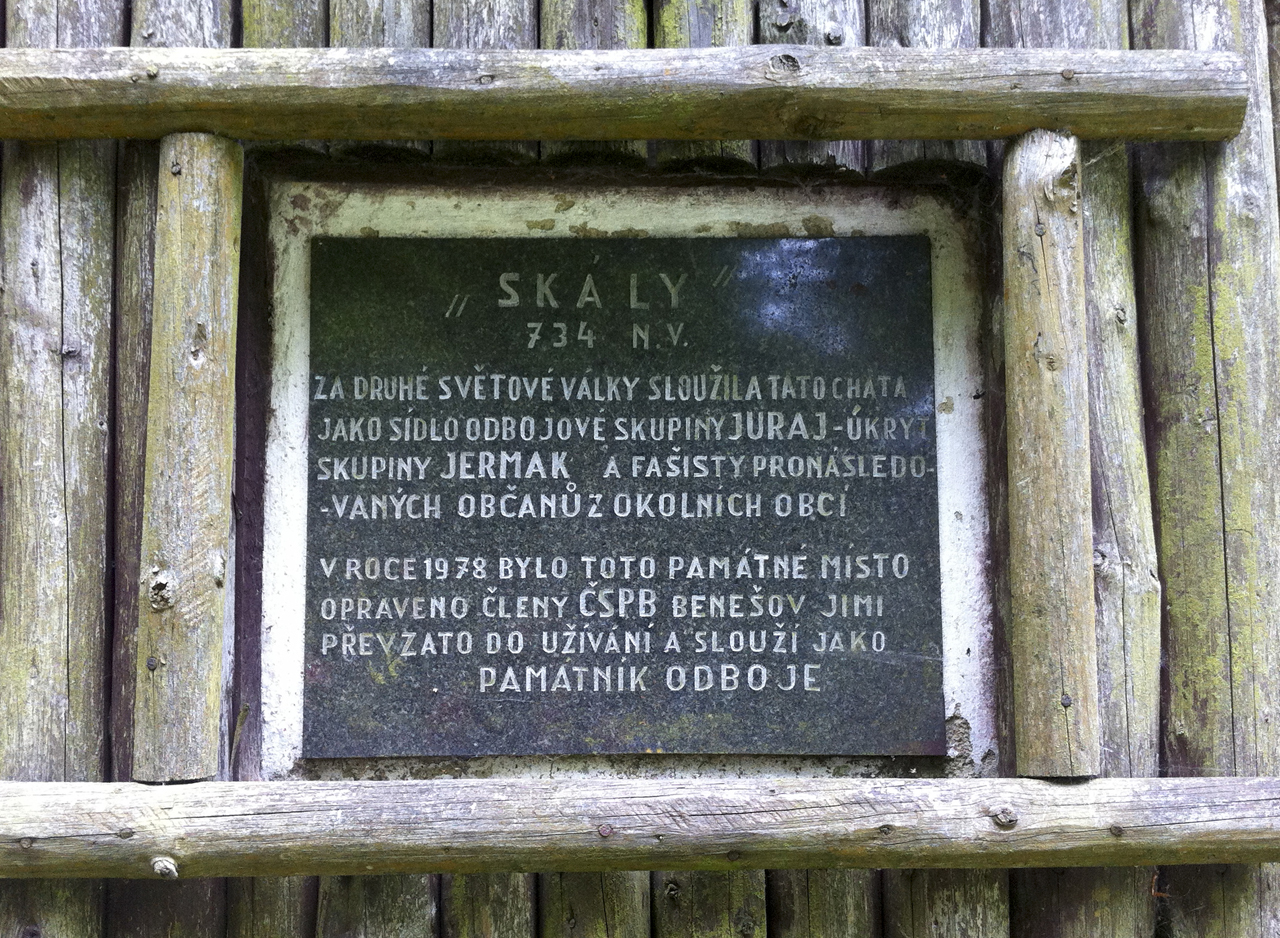 „ SKÁLY "
734 N.V.
ZA DRUHÉ SVĚTOVÉ VÁLKY SLOUŽILA TATO CHATA
JAKO SÍDLO ODBOJOVÉ SKUPINY JURAJ - ÚKRYT
SKUPINY JERMAK A FAŠISTY PRONÁSLEDO-
-VANÝCH OBČANŮ Z OKOLNÍCH OBCÍ
V ROCE 1978 BYLO TOTO PAMÁTNÉ MÍSTO
OPRAVENO ČLENY ČSPB BENEŠOV JIMI
PŘEVZATO DO UŽÍVÁNÍ A SLOUŽÍ JAKO
PAMÁTNÍK ODBOJE